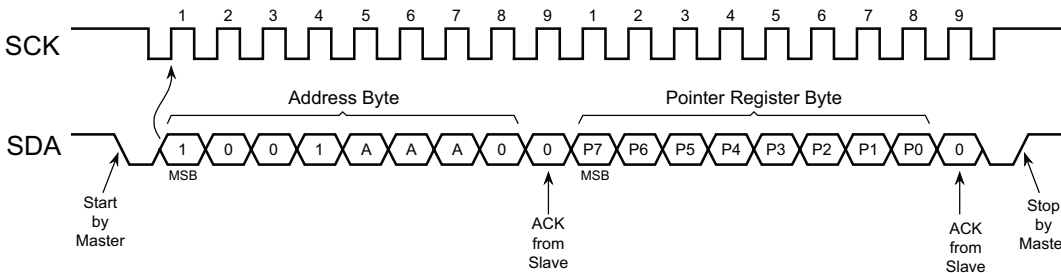 1 2 3 4 5 6 7 8 9 1 2 3 4 5 6 7 8 9
SCK
Address Byte Pointer Register Byte
SDA 1 0 0 1 A A A 0 0 P7 P6 P5 P4 P3 P2 P1 P0 0
MSB MSB
Start
by
Master
ACK
from
Slave
ACK
from
Slave
Stop
by
Master